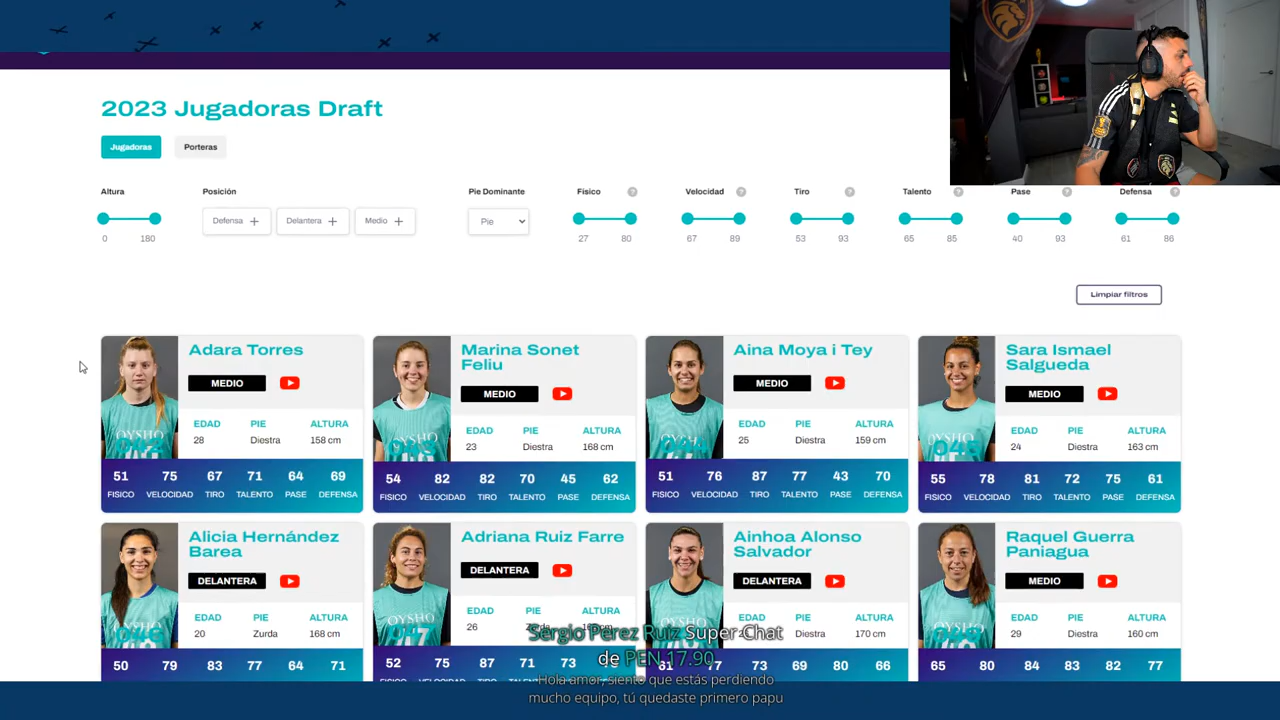 2023 Jugadoras Draft
Jugadoras
Porteras
Altura
Posición
Pie Dominante
Fisico ?
Velocidad ?
Tiro ?
Talento ?
Pase ?
Defensa ?
0 180
Defensa +
Delantera +
Medio +
Pie
27 80
67 89
53 93
65 85
40 93
61 86
Limpiar filtros
Adara Torres
MEDIO
EDAD PIE ALTURA
28 Diestra 158 cm
51 75 67 71 64 69
FISICO VELOCIDAD TIRO TALENTO PASE DEFENSA
Marina Sonet
Feliu
MEDIO
EDAD PIE ALTURA
23 Diestra 168 cm
54 82 82 70 45 62
FISICO VELOCIDAD TIRO TALENTO PASE DEFENSA
Aina Moya i Tey
MEDIO
EDAD PIE ALTURA
25 Diestra 159 cm
51 76 87 77 43 70
FISICO VELOCIDAD TIRO TALENTO PASE DEFENSA
Sara Ismael
Salgueda
MEDIO
EDAD PIE ALTURA
24 Diestra 163 cm
55 78 81 72 75 61
FISICO VELOCIDAD TIRO TALENTO PASE DEFENSA
Alicia Hernández
Barea
DELANTERA
EDAD PIE ALTURA
20 Zurda 168 cm
50 79 83 77 64 71
Adriana Ruiz Farre
DELANTERA
EDAD PIE ALTURA
26
52 75 87 71 73
Ainhoa Alonso
Salvador
DELANTERA
EDAD PIE ALTURA
Diestra 170 cm
77 73 69 80 66
Raquel Guerra
Paniagua
MEDIO
EDAD PIE ALTURA
29 Diestra 160 cm
65 80 84 83 82 77
OYSHO
OYSHO
OYSHO
Sergio Perez Ruiz Super Chat
de PEN 17.90
Hola amor, siento que estás perdiendo
mucho equipo, tú quedaste primero papu